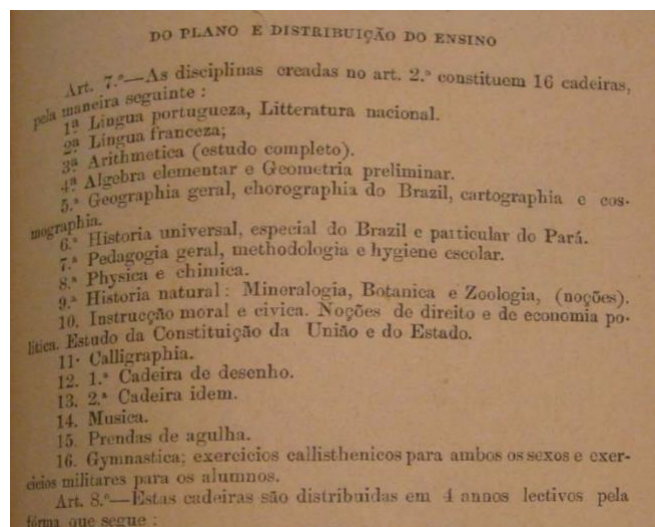 DO PLANO E DISTRIBUIÇÃO DO ENSINO
Art. 7.º—As disciplinas creadas no art. 2.º constituem 16 cadeiras,
pela maneira seguinte :
1ª Lingua portugueza, Litteratura nacional.
2ª Lingua franceza;
3ª Arithmetica (estudo completo).
4ª Algebra elementar e Geometria preliminar.
5.ª Geographia geral, chorographia do Brazil, cartographia e cos-
mographia.
6.ª Historia universal, especial do Brazil e particular do Pará.
7.ª Pedagogia geral, methodologia e hygiene escolar.
8.ª Physica e chimica.
9.ª Historia natural: Mineralogia, Botanica e Zoologia, (noções).
10. Instrucção moral e civica. Noções de direito e de economia po-
litica. Estudo da Constituição da União e do Estado.
11· Calligraphia.
12. 1.ª Cadeira de desenho.
13. 2.ª Cadeira idem.
14. Musica.
15. Prendas de agulha.
16. Gymnastica; exercicios callisthenicos para ambos os sexos e exer-
cicios militares para os alumnos.
Art. 8.º—Estas cadeiras são distribuidas em 4 annos lectivos pela
fórma que segue :